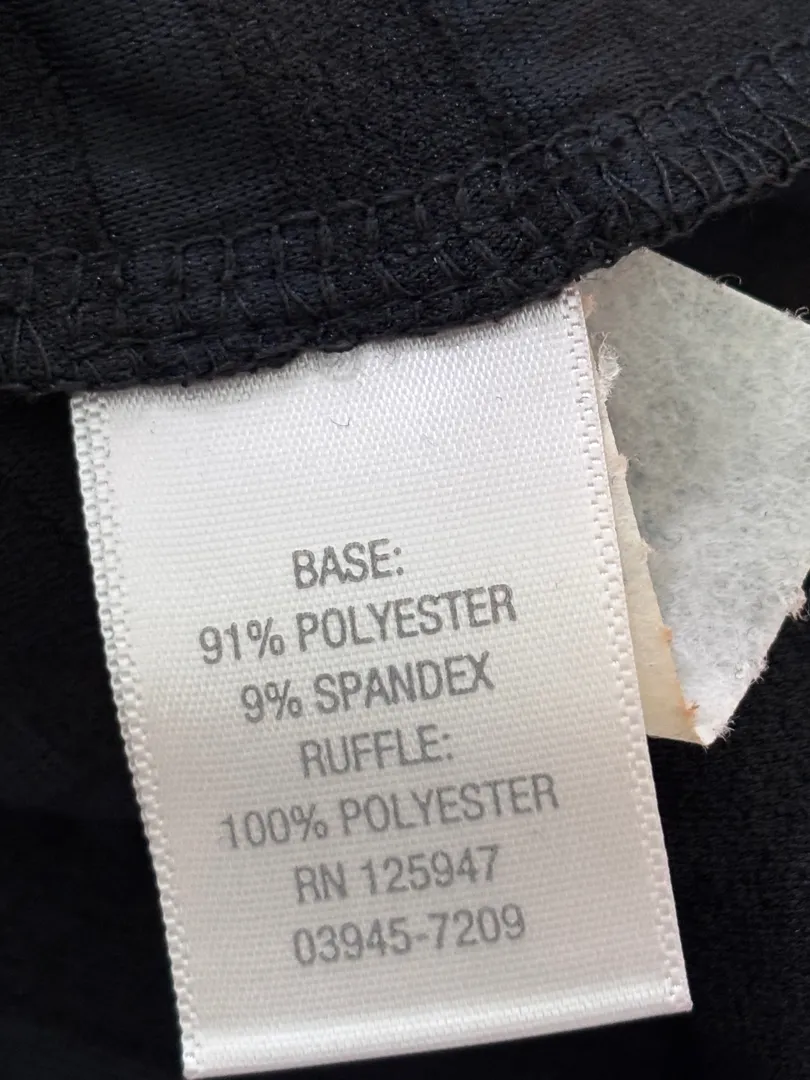 BASE:
91% POLYESTER
9% SPANDEX
RUFFLE:
100% POLYESTER
RN 125947
03945-7209